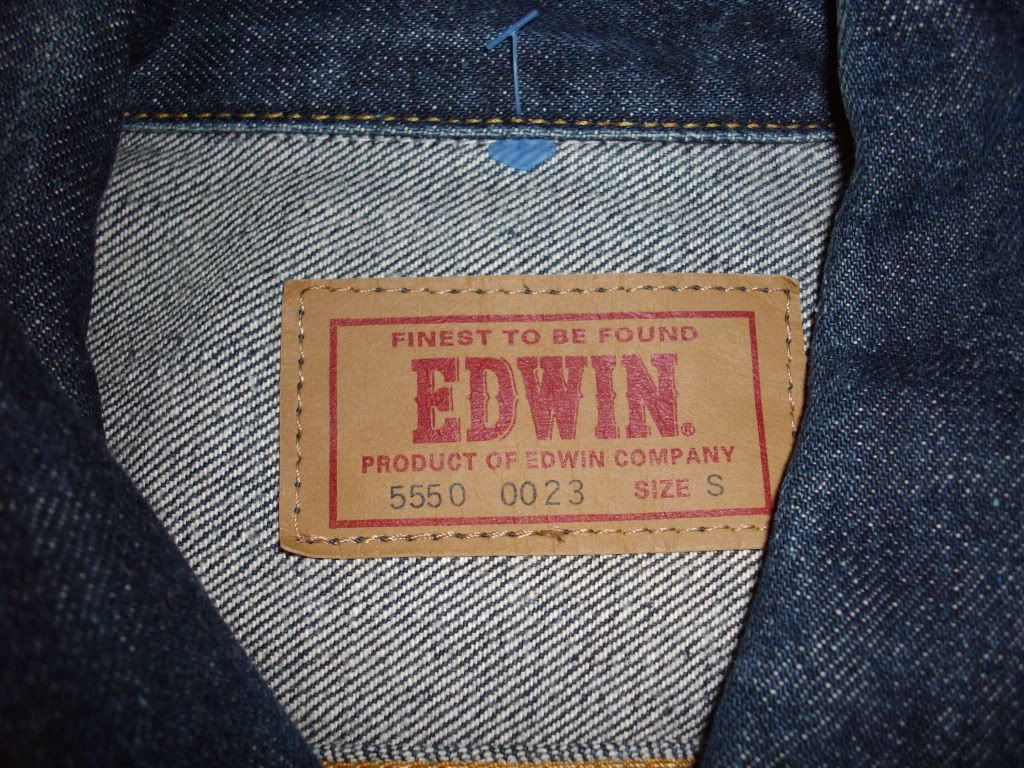 FINEST TO BE FOUND
EDWIN®
PRODUCT OF EDWIN COMPANY
5550 0023 SIZE S